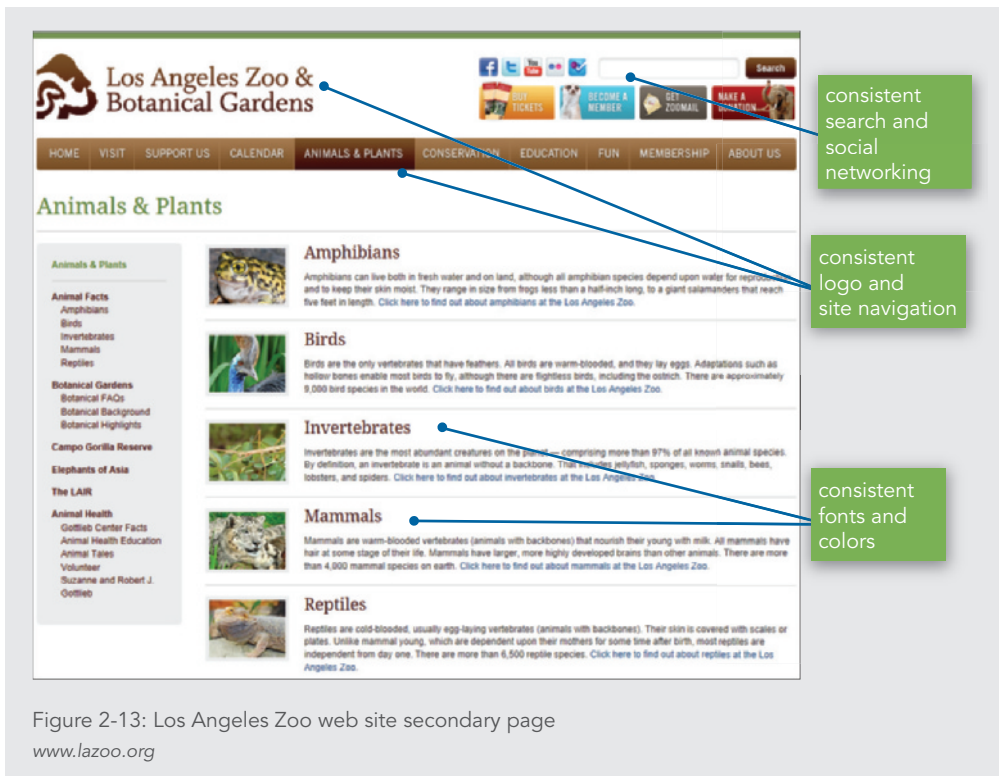 Los Angeles Zoo &
Botanical Gardens
Search
BUY
TICKETS
BECOME A
MEMBER
GET
ZOOMAIL
MAKE A
DONATION
HOME VISIT SUPPORT US CALENDAR ANIMALS & PLANTS CONSERVATION EDUCATION FUN MEMBERSHIP ABOUT US
Animals & Plants
Animals & Plants
Animal Facts
Amphibians
Birds
Invertebrates
Mammals
Reptiles
Botanical Gardens
Botanical FAQs
Botanical Background
Botanical Highlights
Campo Gorilla Reserve
Elephants of Asia
The LAIR
Animal Health
Gottlieb Center Facts
Animal Health Education
Animal Tales
Volunteer
Suzanne and Robert J.
Gottlieb
Amphibians
Amphibians can live both in fresh water and on land, although all amphibian species depend upon water for reproduction
and to keep their skin moist. They range in size from frogs less than a half-inch long, to a giant salamanders that reach
five feet in length. Click here to find out about amphibians at the Los Angeles Zoo.
Birds
Birds are the only vertebrates that have feathers. All birds are warm-blooded, and they lay eggs. Adaptations such as
hollow bones enable most birds to fly, although there are flightless birds, including the ostrich. There are approximately
9,000 bird species in the world. Click here to find out about birds at the Los Angeles Zoo.
Invertebrates
Invertebrates are the most abundant creatures on the planet — comprising more than 97% of all known animal species.
By definition, an invertebrate is an animal without a backbone. That includes jellyfish, sponges, worms, snails, bees,
lobsters, and spiders. Click here to find out about invertebrates at the Los Angeles Zoo.
Mammals
Mammals are warm-blooded vertebrates (animals with backbones) that nourish their young with milk. All mammals have
hair at some stage of their life. Mammals have larger, more highly developed brains than other animals. There are more
than 4,000 mammal species on earth. Click here to find out about mammals at the Los Angeles Zoo.
Reptiles
Reptiles are cold-blooded, usually egg-laying vertebrates (animals with backbones). Their skin is covered with scales or
plates. Unlike mammal young, which are dependent upon their mothers for some time after birth, most reptiles are
independent from day one. There are more than 6,500 reptile species. Click here to find out about reptiles at the Los
Angeles Zoo.
consistent
search and
social
networking
consistent
logo and
site navigation
consistent
fonts and
colors
Figure 2-13: Los Angeles Zoo web site secondary page
www.lazoo.org